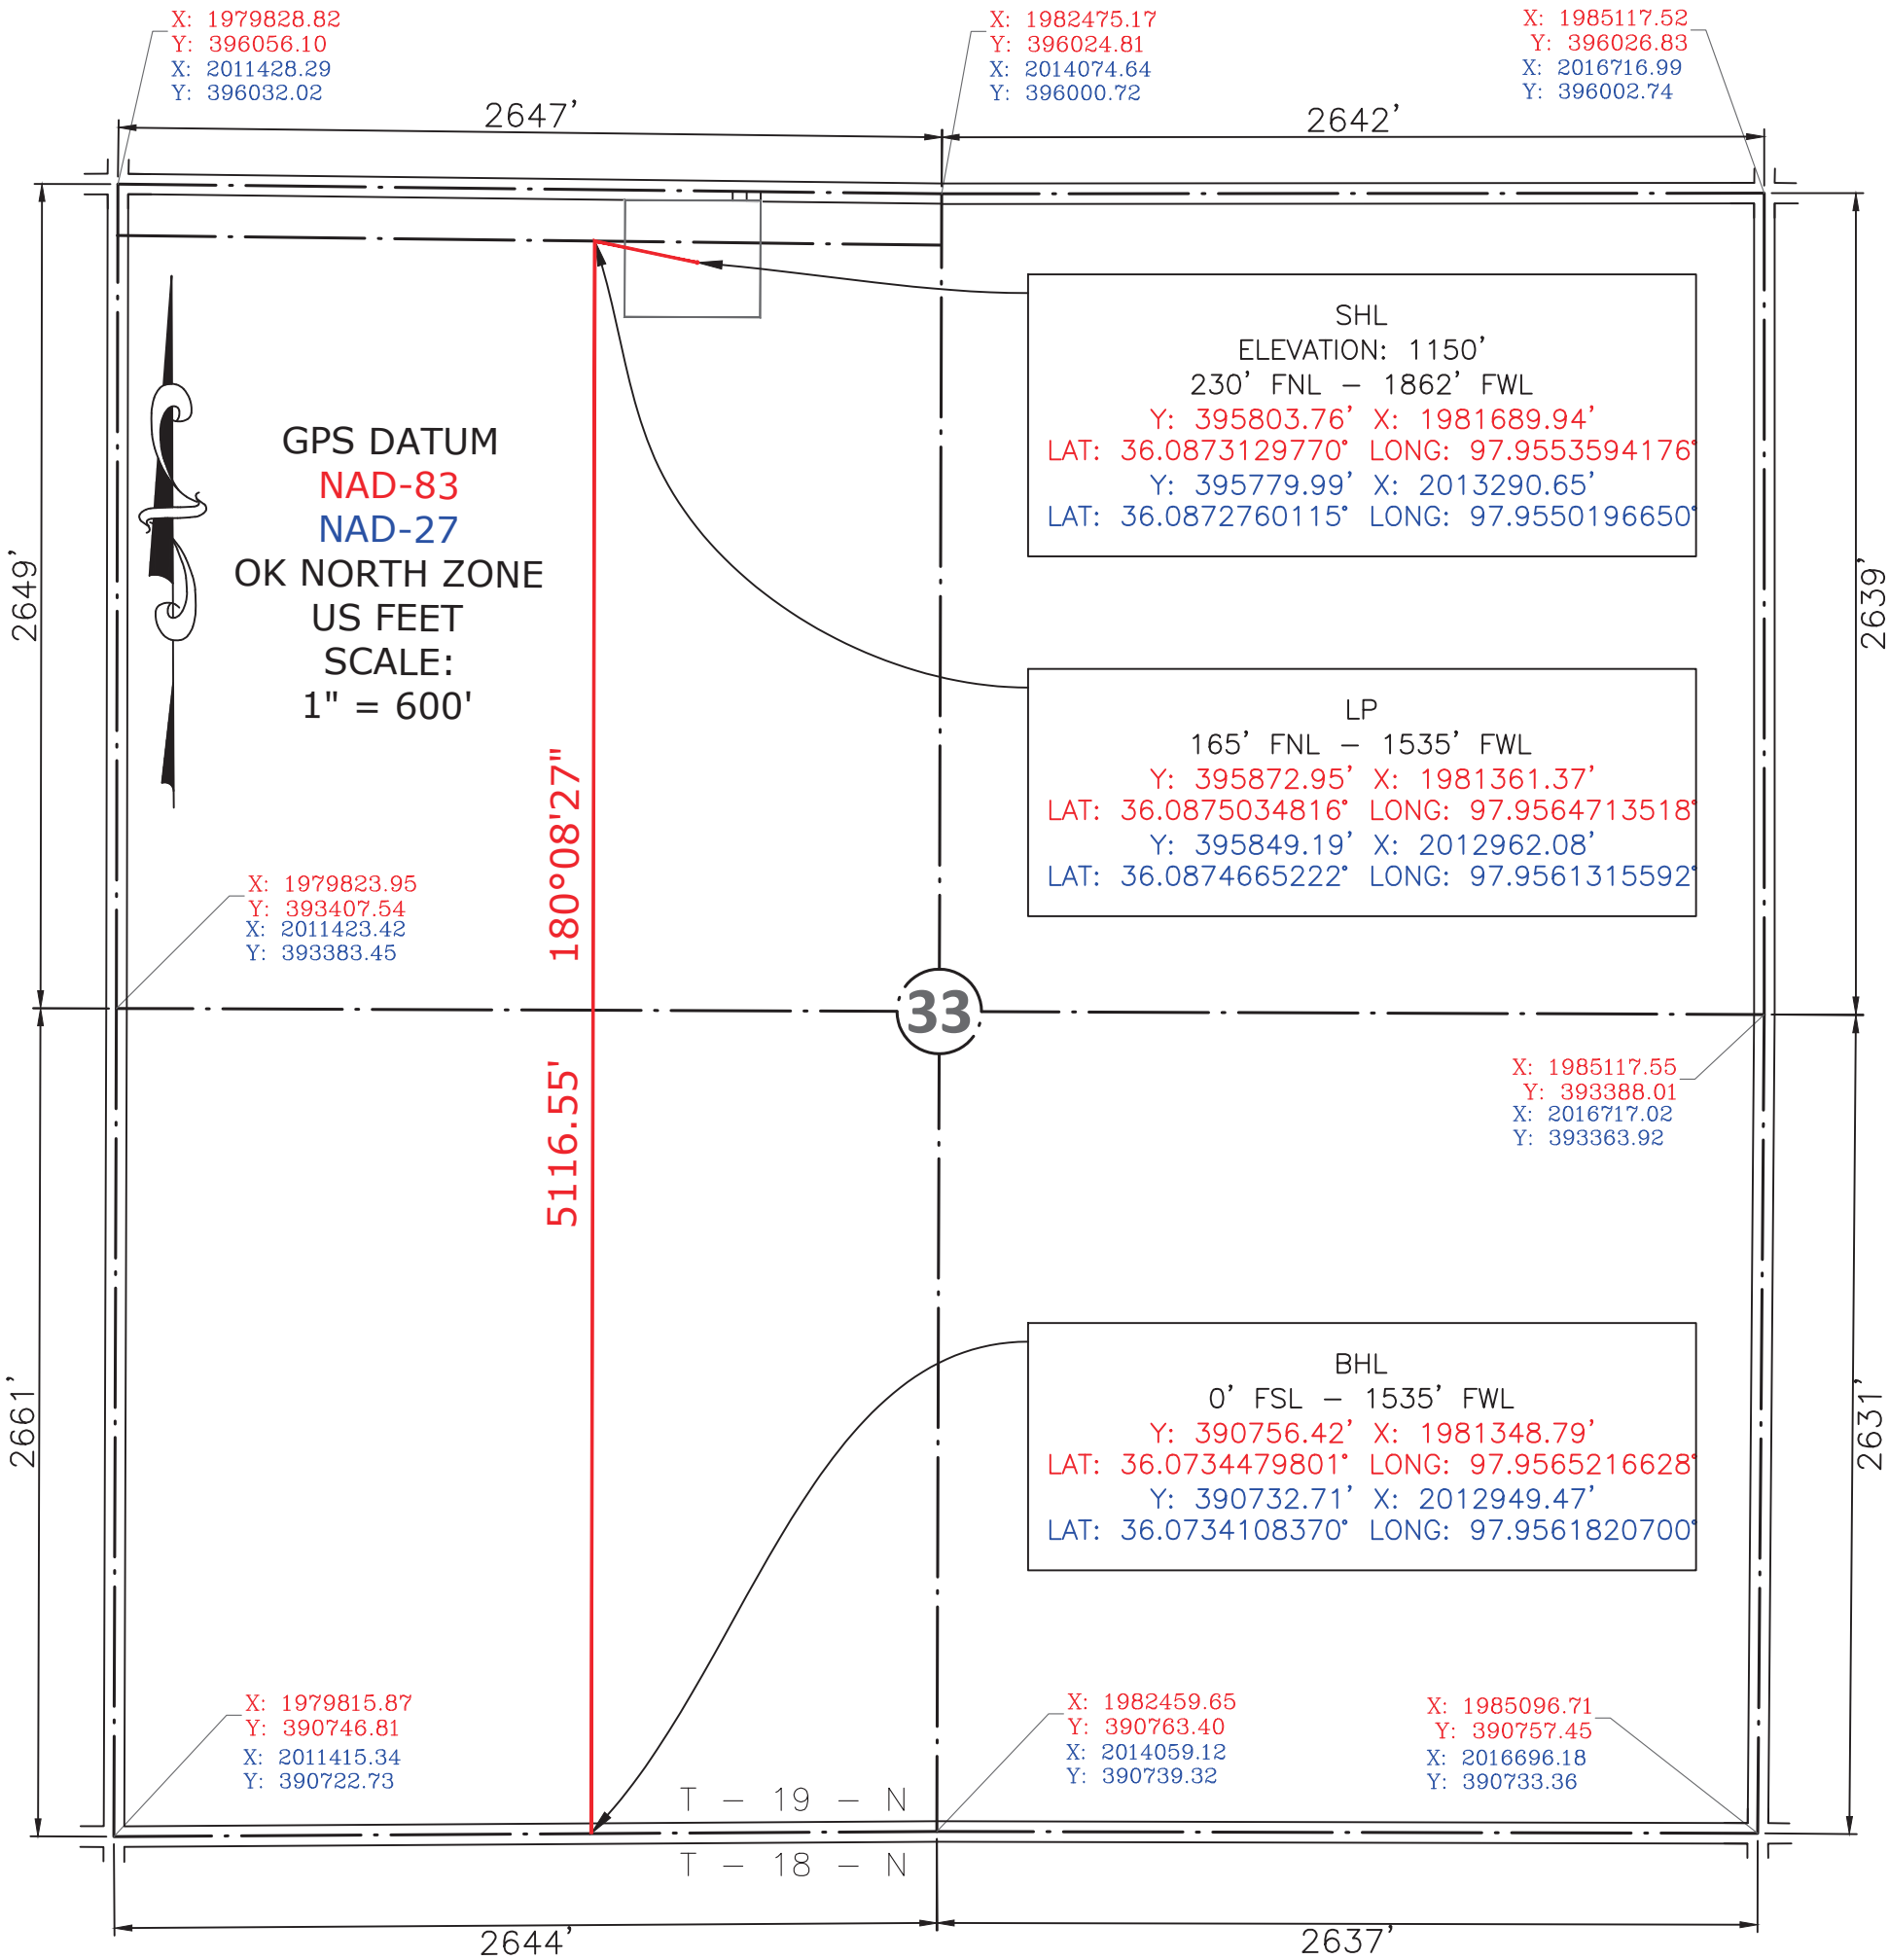 X: 1979828.82
Y: 396056.10
X: 2011428.29
Y: 396032.02
X: 1982475.17
Y: 396024.81
X: 2014074.64
Y: 396000.72
X: 1985117.52
Y: 396026.83
X: 2016716.99
Y: 396002.74
2647'
2642'
SHL
ELEVATION: 1150'
230' FNL – 1862' FWL
Y: 395803.76' X: 1981689.94'
LAT: 36.0873129770° LONG: 97.9553594176°
Y: 395779.99' X: 2013290.65'
LAT: 36.0872760115° LONG: 97.9550196650°
GPS DATUM
NAD-83
NAD-27
OK NORTH ZONE
US FEET
SCALE:
1" = 600'
2649'
2639'
LP
165' FNL – 1535' FWL
Y: 395872.95' X: 1981361.37'
LAT: 36.0875034816° LONG: 97.9564713518°
Y: 395849.19' X: 2012962.08'
LAT: 36.0874665222° LONG: 97.9561315592°
180°08'27"
X: 1979823.95
Y: 393407.54
X: 2011423.42
Y: 393383.45
33
5116.55'
X: 1985117.55
Y: 393388.01
X: 2016717.02
Y: 393363.92
BHL
0' FSL – 1535' FWL
Y: 390756.42' X: 1981348.79'
LAT: 36.0734479801° LONG: 97.9565216628°
Y: 390732.71' X: 2012949.47'
LAT: 36.0734108370° LONG: 97.9561820700°
2661'
2631'
X: 1979815.87
Y: 390746.81
X: 2011415.34
Y: 390722.73
X: 1982459.65
Y: 390763.40
X: 2014059.12
Y: 390739.32
X: 1985096.71
Y: 390757.45
X: 2016696.18
Y: 390733.36
T – 19 – N
T – 18 – N
2644'
2637'